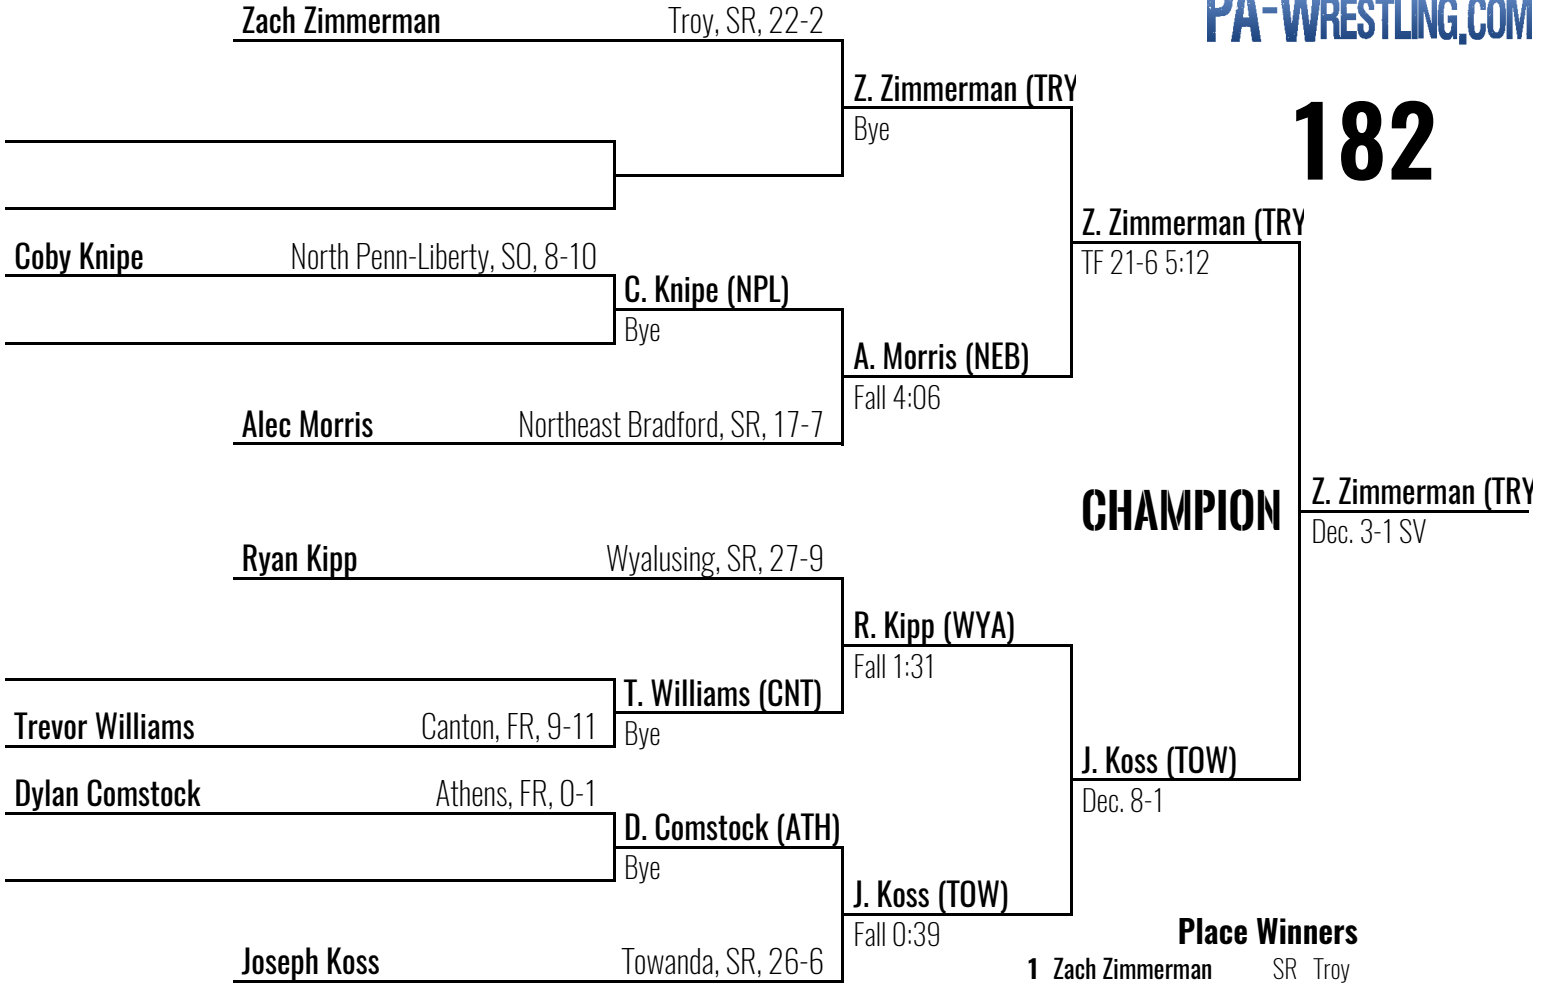 Zach Zimmerman Troy, SR, 22-2
PA-WRESTLING.COM
Z. Zimmerman (TRY
Bye
182
Z. Zimmerman (TRY
TF 21-6 5:12
Coby Knipe North Penn-Liberty, SO, 8-10
C. Knipe (NPL)
Bye
A. Morris (NEB)
Fall 4:06
Alec Morris Northeast Bradford, SR, 17-7
CHAMPION
Z. Zimmerman (TRY
Dec. 3-1 SV
Ryan Kipp Wyalusing, SR, 27-9
R. Kipp (WYA)
Fall 1:31
T. Williams (CNT)
Bye
Trevor Williams Canton, FR, 9-11
J. Koss (TOW)
Dec. 8-1
Dylan Comstock Athens, FR, 0-1
D. Comstock (ATH)
Bye
J. Koss (TOW)
Fall 0:39
Joseph Koss Towanda, SR, 26-6
Place Winners
1 Zach Zimmerman SR Troy